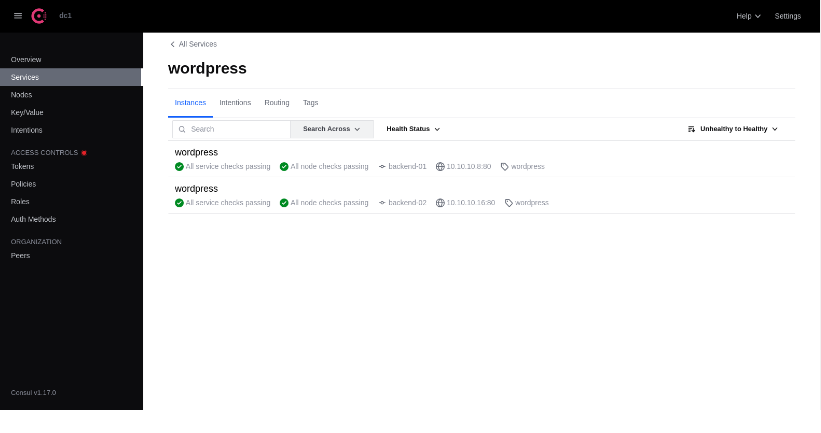 dc1
Help
Settings
Overview
Services
Nodes
Key/Value
Intentions
ACCESS CONTROLS
Tokens
Policies
Roles
Auth Methods
ORGANIZATION
Peers
Consul v1.17.0
All Services
wordpress
Instances Intentions Routing Tags
Search Search Across Health Status Unhealthy to Healthy
wordpress
All service checks passing All node checks passing backend-01 10.10.10.8:80 wordpress
wordpress
All service checks passing All node checks passing backend-02 10.10.10.16:80 wordpress